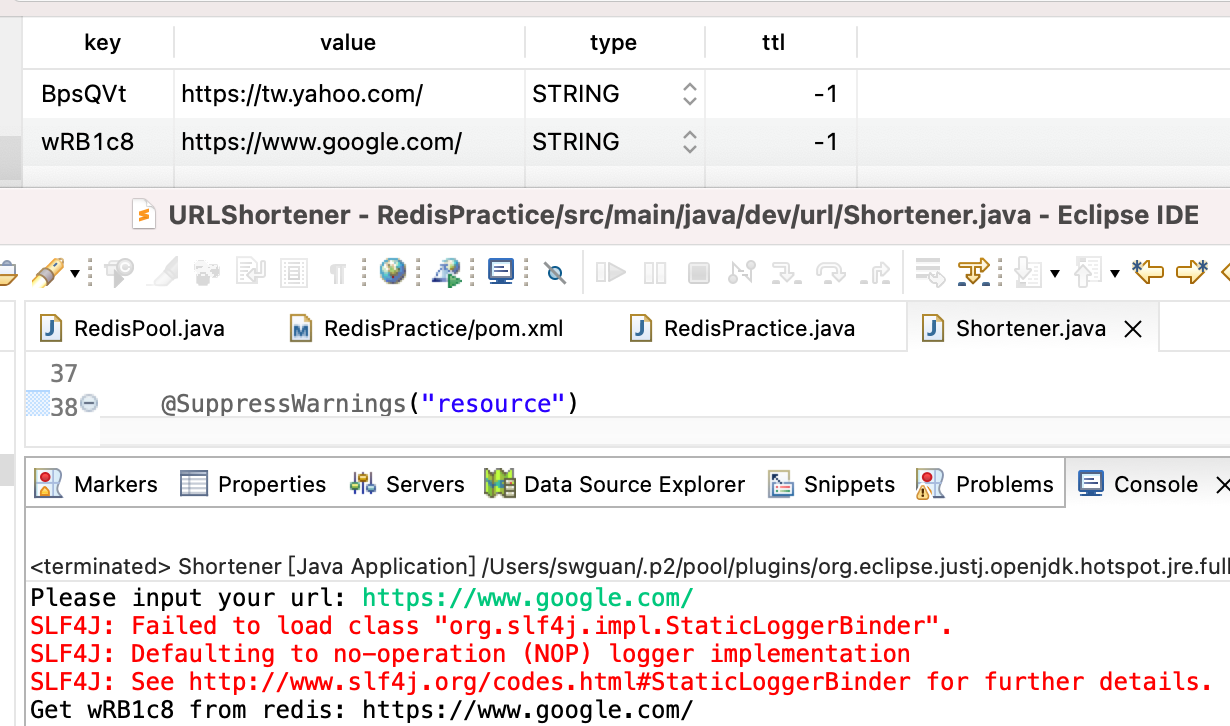 key value type ttl
BpsQVt https://tw.yahoo.com/ STRING -1
wRB1c8 https://www.google.com/ STRING -1
URLShortener - RedisPractice/src/main/java/dev/url/Shortener.java - Eclipse IDE
RedisPool.java RedisPractice/pom.xml RedisPractice.java Shortener.java
37
38 @SuppressWarnings("resource")
Markers Properties Servers Data Source Explorer Snippets Problems Console
<terminated> Shortener [Java Application] /Users/swguan/.p2/pool/plugins/org.eclipse.justj.openjdk.hotspot.jre.full
Please input your url: https://www.google.com/
SLF4J: Failed to load class "org.slf4j.impl.StaticLoggerBinder".
SLF4J: Defaulting to no-operation (NOP) logger implementation
SLF4J: See http://www.slf4j.org/codes.html#StaticLoggerBinder for further details.
Get wRB1c8 from redis: https://www.google.com/